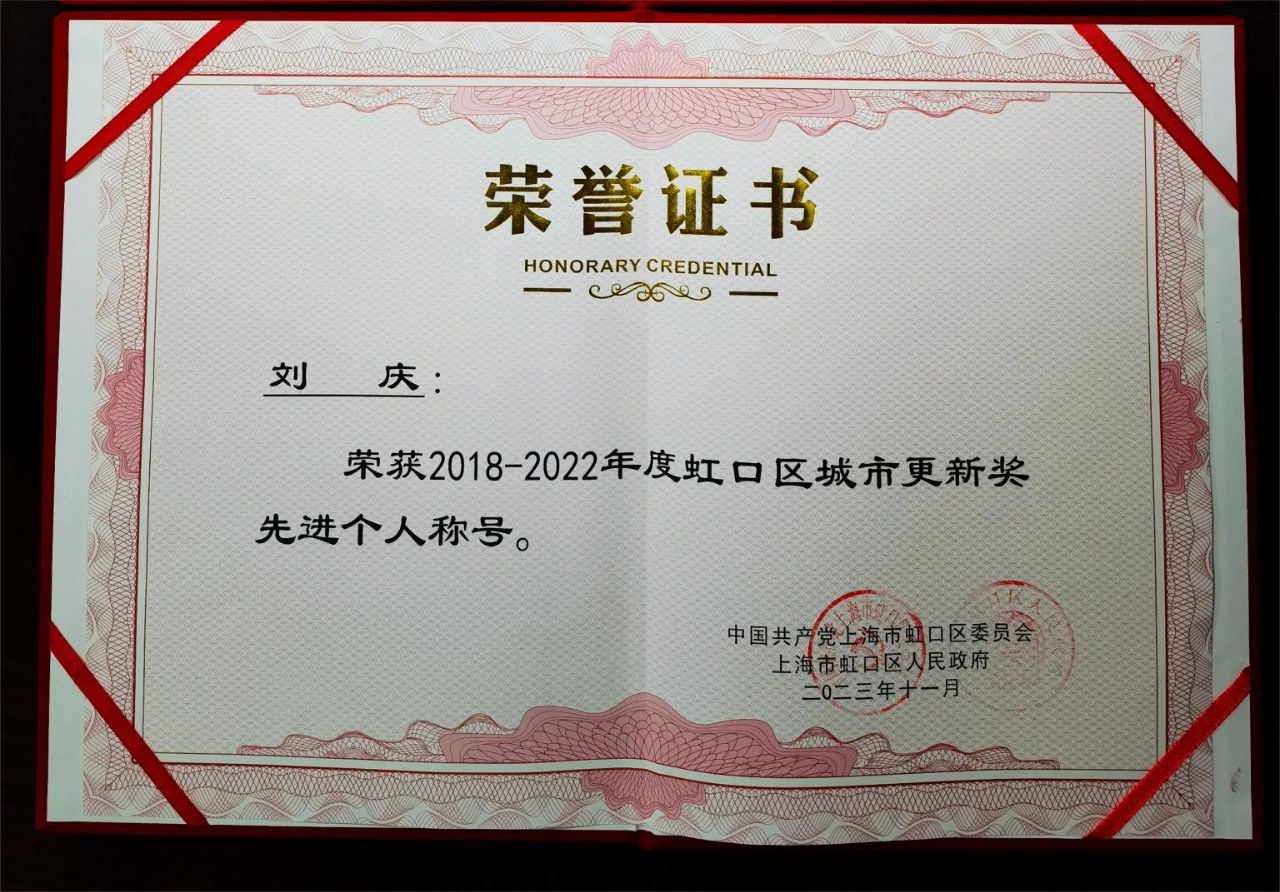 荣誉证书
HONORARY CREDENTIAL
刘 庆：
荣获2018-2022年度虹口区城市更新奖
先进个人称号。
中国共产党上海市虹口区委员会
上海市虹口区人民政府
二0二三年十一月